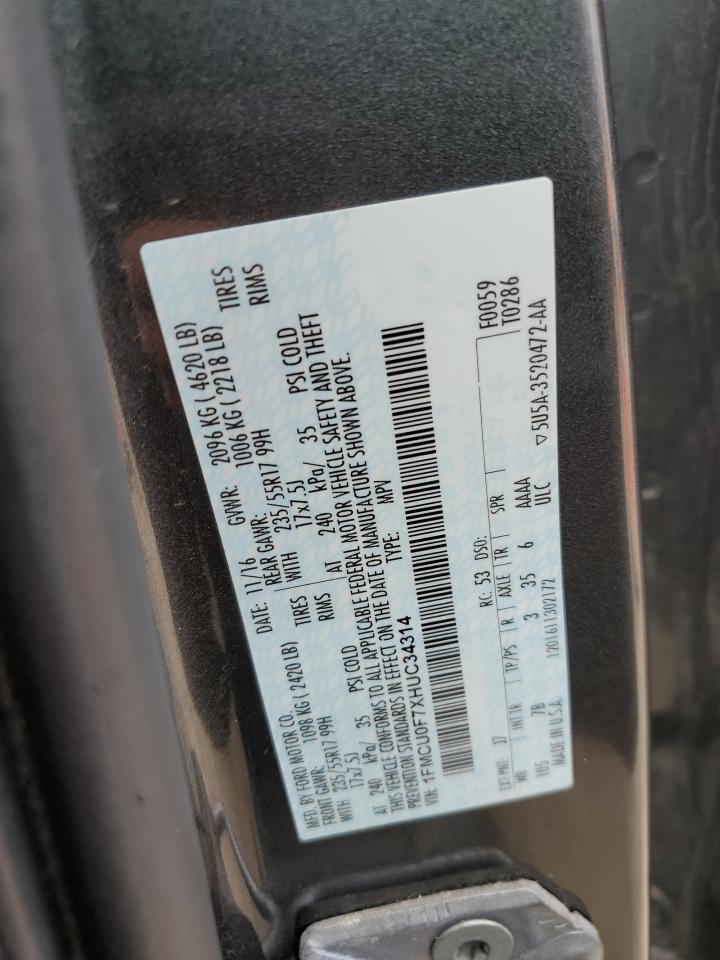 MFD. BY FORD MOTOR CO.
DATE: 11/16 GVWR: 2096 KG ( 4620 LB)
FRONT GAWR: 1098 KG ( 2420 LB) REAR GAWR: 1006 KG ( 2218 LB)
WITH 235/55R17 99H TIRES WITH 235/55R17 99H TIRES
17x7.5J RIMS 17x7.5J RIMS
AT 240 kPa/ 35 PSI COLD AT 240 kPa/ 35 PSI COLD
THIS VEHICLE CONFORMS TO ALL APPLICABLE FEDERAL MOTOR VEHICLE SAFETY AND THEFT
PREVENTION STANDARDS IN EFFECT ON THE DATE OF MANUFACTURE SHOWN ABOVE.
VIN: 1FMCU0F7XHUC34314 TYPE: MPV
F0059
EXT PNT: J7 RC: 53 DSO: T0286
WB INT TR TP/PS R AXLE TR SPR
105 7B 3 35 6 AAAA
MADE IN U.S.A. 1201611302172 ULC ▽5U5A-3520472-AA